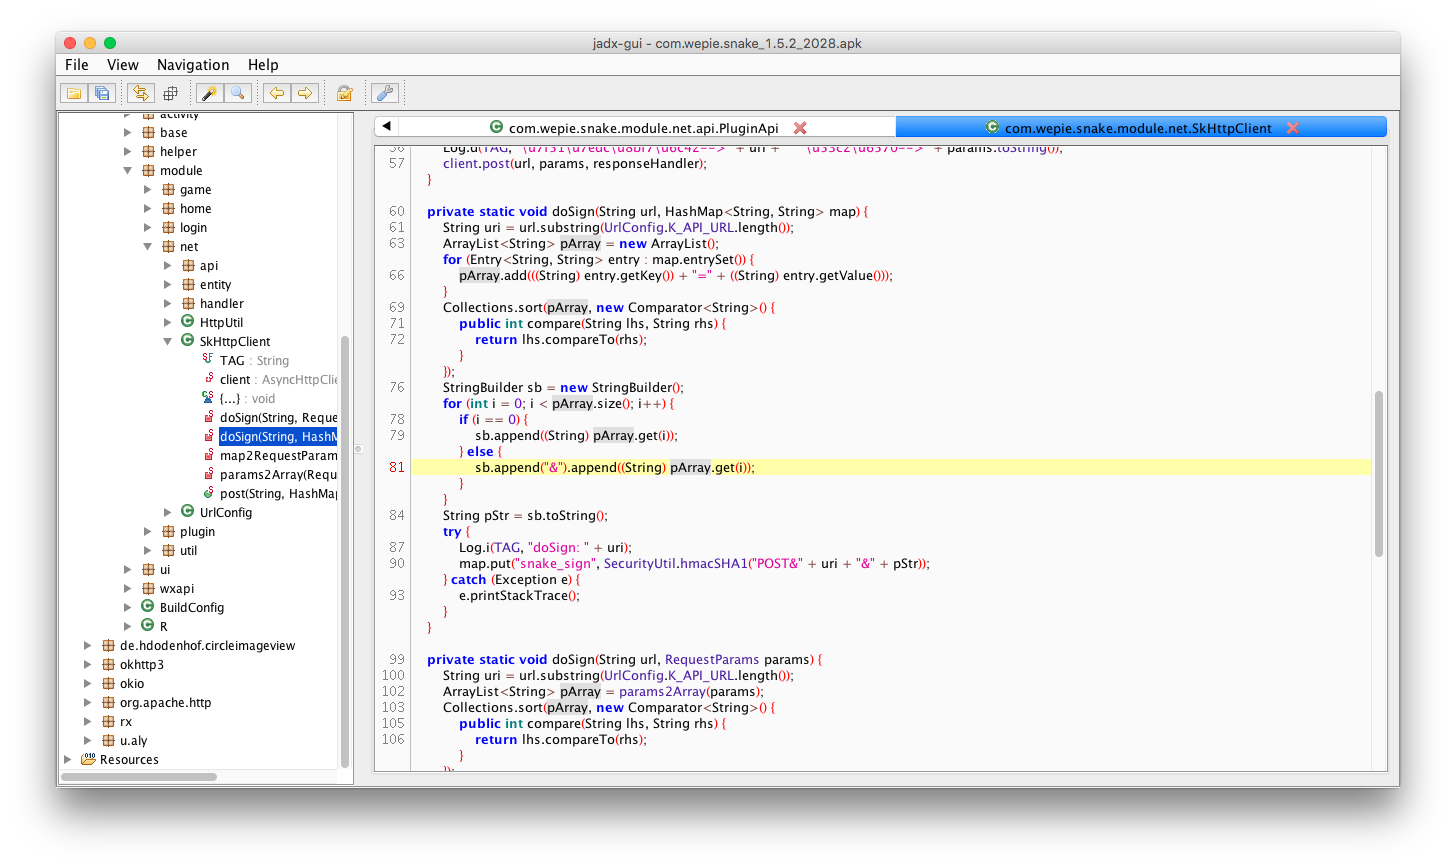 jadx-gui - com.wepie.snake_1.5.2_2028.apk
File View Navigation Help
activity
base
helper
module
game
home
login
net
api
entity
handler
HttpUtil
SkHttpClient
TAG : String
client : AsyncHttpClie
{...} : void
doSign(String, Reque
doSign(String, HashM
map2RequestParam
params2Array(Requ
post(String, HashMap
UrlConfig
plugin
util
ui
wxapi
BuildConfig
R
de.hdodenhof.circleimageview
okhttp3
okio
org.apache.http
rx
u.aly
Resources
com.wepie.snake.module.net.api.PluginApi
com.wepie.snake.module.net.SkHttpClient
56 Log.d(TAG, "\u7f51\u7edc\u8bf7\u6c42--> " + url + " \u53c2\u6570--> " + params.toString());
57 client.post(url, params, responseHandler);
}
60 private static void doSign(String url, HashMap<String, String> map) {
61 String uri = url.substring(UrlConfig.K_API_URL.length());
63 ArrayList<String> pArray = new ArrayList();
for (Entry<String, String> entry : map.entrySet()) {
66 pArray.add(((String) entry.getKey()) + "=" + ((String) entry.getValue()));
}
69 Collections.sort(pArray, new Comparator<String>() {
71 public int compare(String lhs, String rhs) {
72 return lhs.compareTo(rhs);
}
});
76 StringBuilder sb = new StringBuilder();
for (int i = 0; i < pArray.size(); i++) {
78 if (i == 0) {
79 sb.append((String) pArray.get(i));
} else {
81 sb.append("&").append((String) pArray.get(i));
}
}
84 String pStr = sb.toString();
try {
87 Log.i(TAG, "doSign: " + uri);
90 map.put("snake_sign", SecurityUtil.hmacSHA1("POST&" + uri + "&" + pStr));
} catch (Exception e) {
93 e.printStackTrace();
}
}
99 private static void doSign(String url, RequestParams params) {
100 String uri = url.substring(UrlConfig.K_API_URL.length());
102 ArrayList<String> pArray = params2Array(params);
103 Collections.sort(pArray, new Comparator<String>() {
105 public int compare(String lhs, String rhs) {
106 return lhs.compareTo(rhs);
}
});